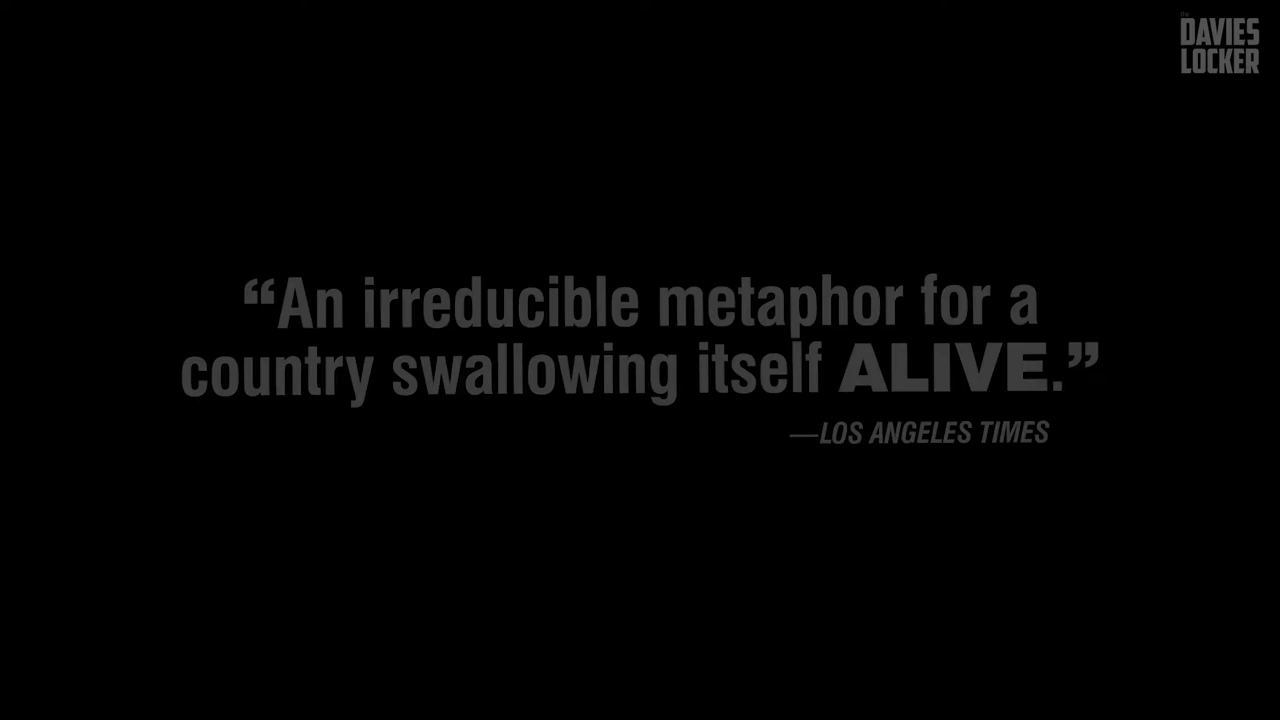 the
DAVIES
LOCKER
“An irreducible metaphor for a
country swallowing itself ALIVE.”
—LOS ANGELES TIMES